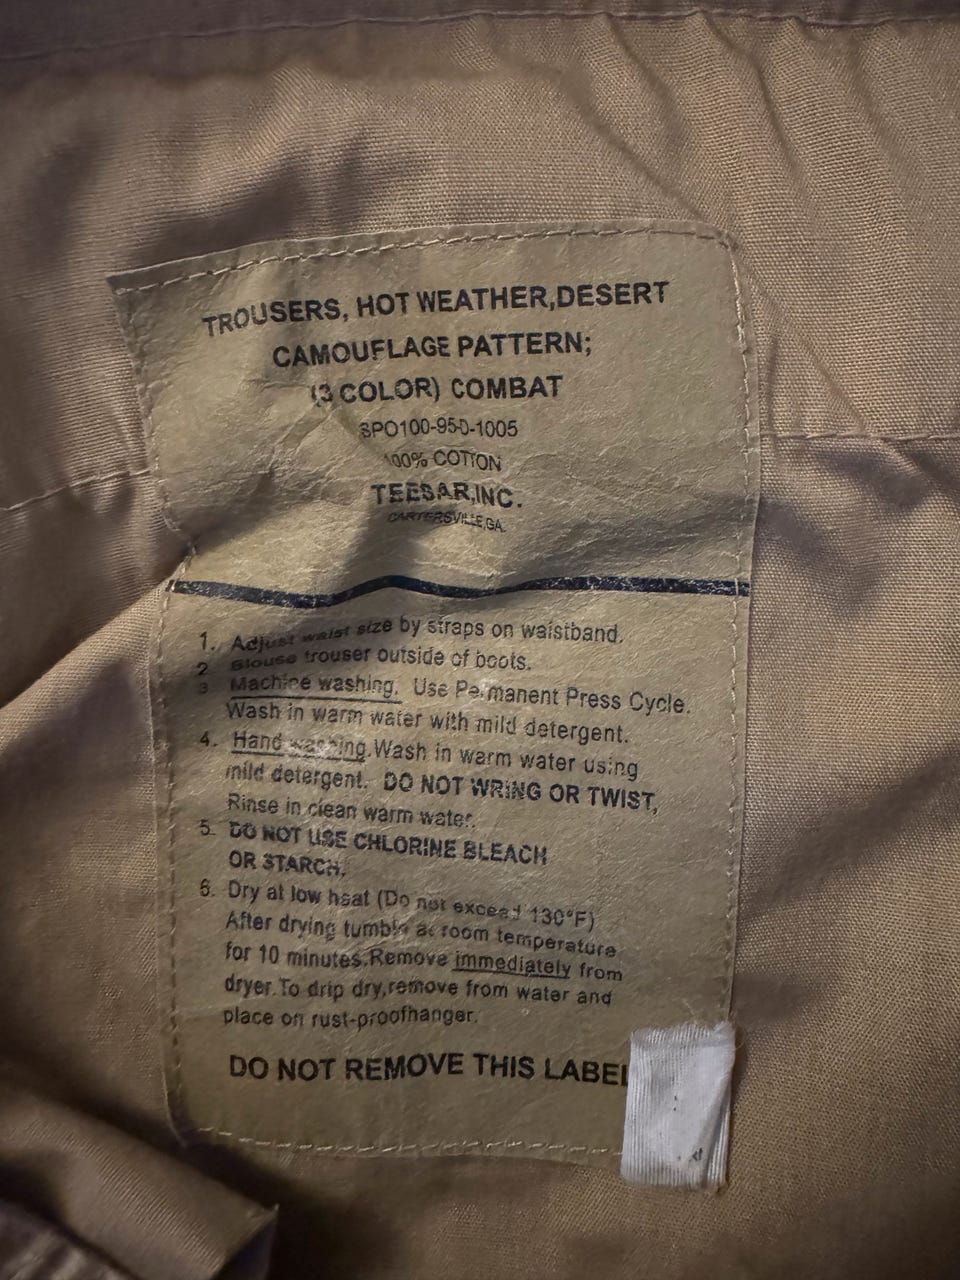 TROUSERS, HOT WEATHER,DESERT
CAMOUFLAGE PATTERN;
(3 COLOR) COMBAT
SPO100-95-D-1005
100% COTTON
TEESAR,INC.
CARTERSVILLE,GA.
1. Adjust waist size by straps on waistband.
2 Blouse trouser outside of boots.
3 Machine washing. Use Permanent Press Cycle.
Wash in warm water with mild detergent.
4. Hand washing.Wash in warm water using
mild detergent. DO NOT WRING OR TWIST,
Rinse in clean warm water.
5. DO NOT USE CHLORINE BLEACH
OR STARCH.
6. Dry at low heat (Do not exceed 130°F)
After drying tumble at room temperature
for 10 minutes.Remove immediately from
dryer.To drip dry,remove from water and
place on rust-proofhanger.
DO NOT REMOVE THIS LABEL